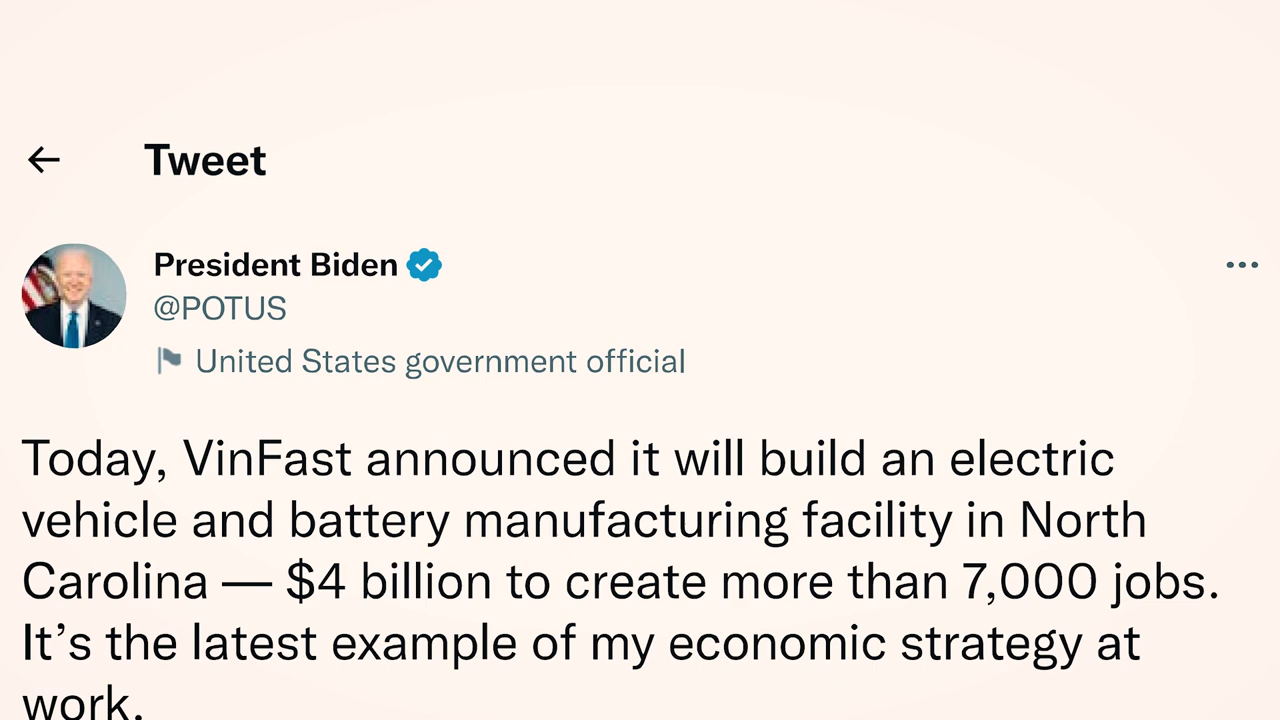 Tweet
President Biden
@POTUS
United States government official
Today, VinFast announced it will build an electric
vehicle and battery manufacturing facility in North
Carolina — $4 billion to create more than 7,000 jobs.
It’s the latest example of my economic strategy at
work.